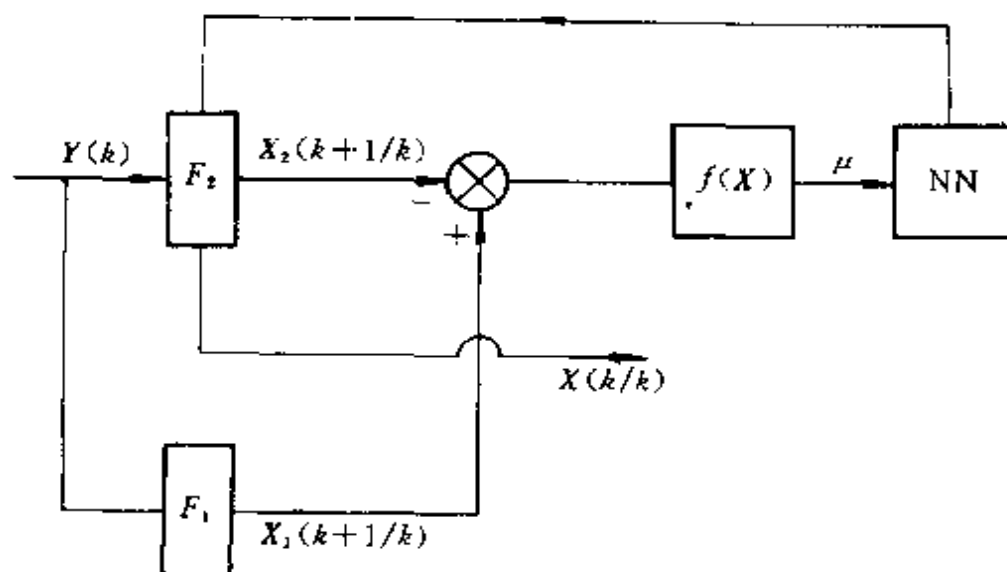 Y(k)
F₂
X₂(k+1/k)
−
+
f(X)
μ
NN
X(k/k)
F₁
X₁(k+1/k)